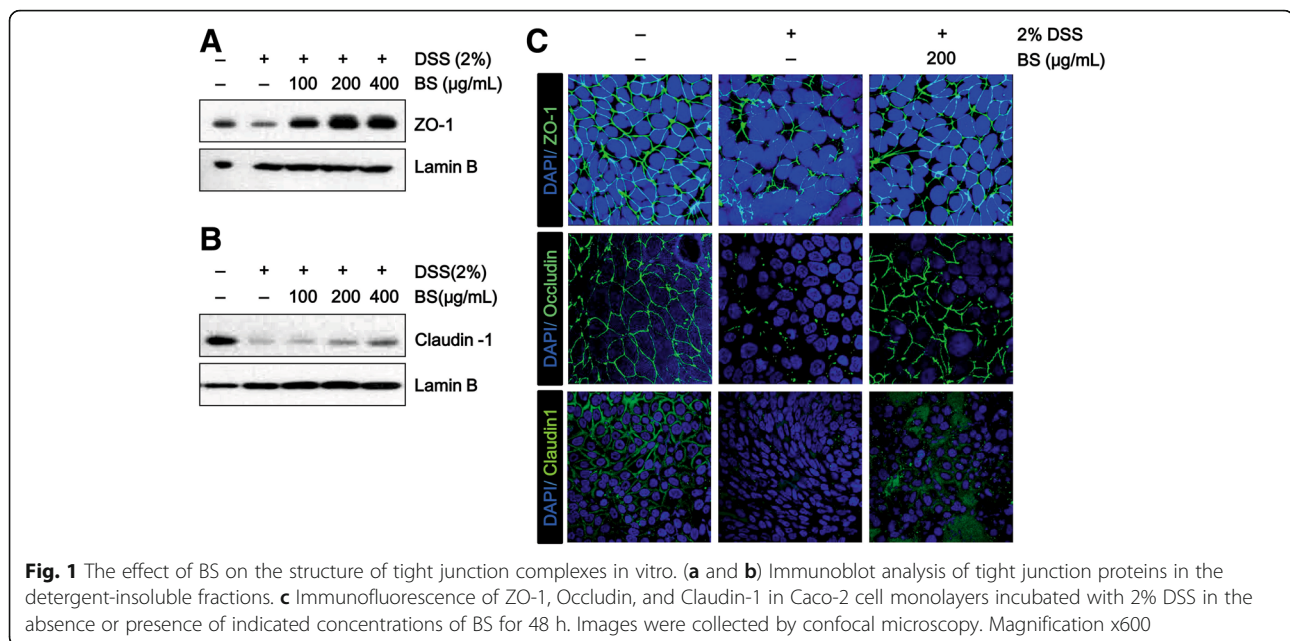 A
– + + + + DSS (2%)
– – 100 200 400 BS (µg/mL)
ZO-1
Lamin B
B
– + + + + DSS(2%)
– – 100 200 400 BS(µg/mL)
Claudin -1
Lamin B
C
– + + 2% DSS
– – 200 BS (µg/mL)
DAPI/ ZO-1
DAPI/ Occludin
DAPI/ Claudin1
Fig. 1 The effect of BS on the structure of tight junction complexes in vitro. (a and b) Immunoblot analysis of tight junction proteins in the
detergent-insoluble fractions. c Immunofluorescence of ZO-1, Occludin, and Claudin-1 in Caco-2 cell monolayers incubated with 2% DSS in the
absence or presence of indicated concentrations of BS for 48 h. Images were collected by confocal microscopy. Magnification x600